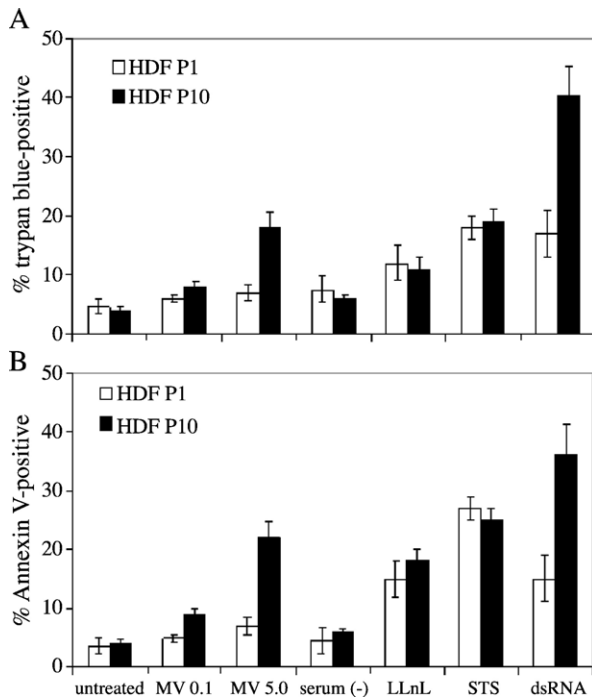 A
50
40
30
20
10
0
% trypan blue-positive
HDF P1
HDF P10
B
50
40
30
20
10
0
% Annexin V-positive
HDF P1
HDF P10
untreated MV 0.1 MV 5.0 serum (-) LLnL STS dsRNA